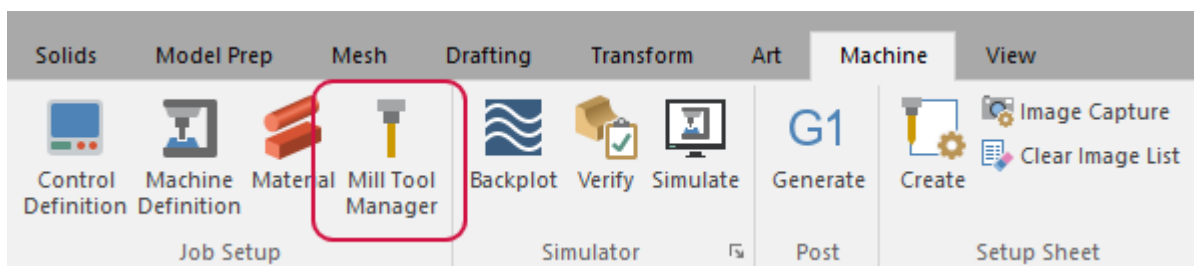 Solids Model Prep Mesh Drafting Transform Art Machine View
Control Definition
Machine Definition
Material
Mill Tool Manager
Backplot
Verify
Simulate
G1
Generate
Create
Image Capture
Clear Image List
Job Setup
Simulator
Post
Setup Sheet